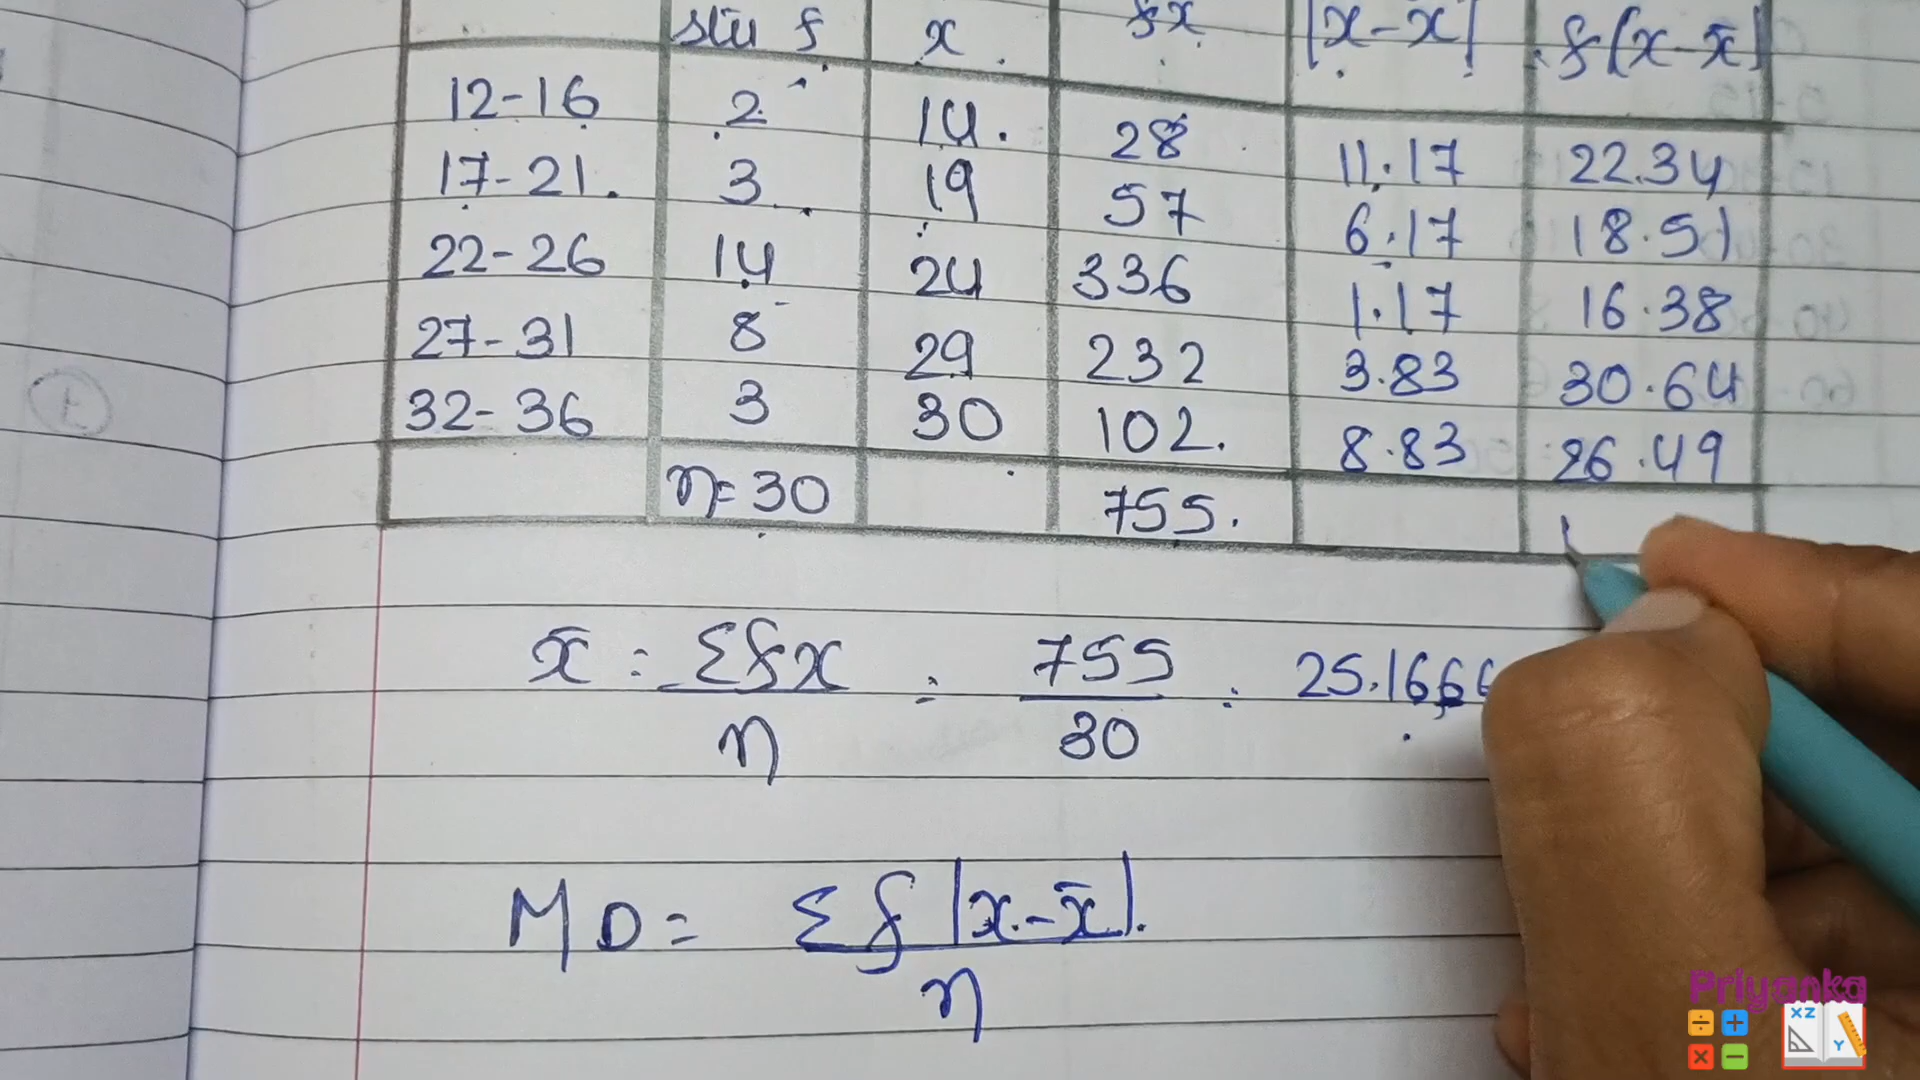 stu f x fx |x-x̄| f(x-x̄)
12-16 2 14. 28 11.17 22.34
17-21. 3 19 57 6.17 18.51
22-26 14 24 336 1.17 16.38
27-31 8 29 232 3.83 30.64
32-36 3 30 102. 8.83 26.49
n=30 755.
x̄ = Σfx/n = 755/30 = 25.1666
MD = Σf|x-x̄|/n
Priyanka
XZ
Y